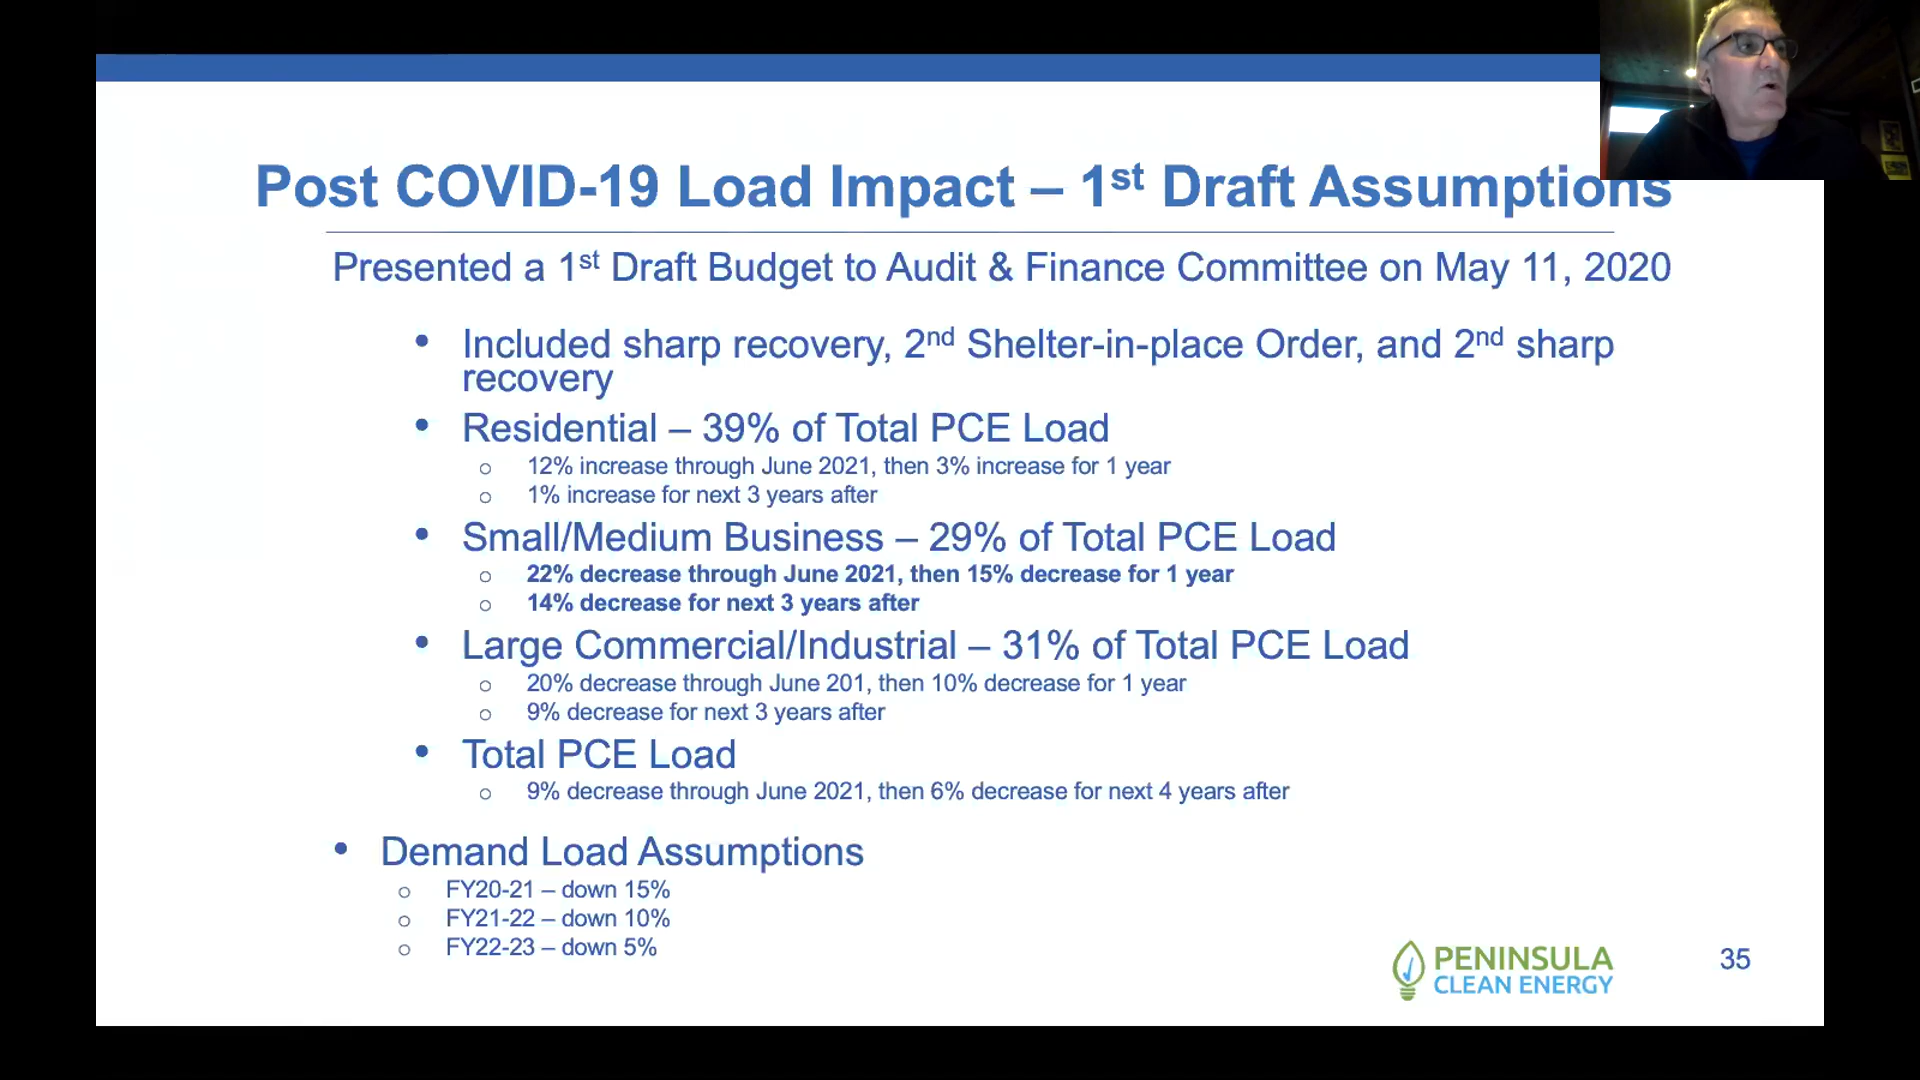 Post COVID-19 Load Impact – 1st Draft Assumptions
Presented a 1st Draft Budget to Audit & Finance Committee on May 11, 2020
• Included sharp recovery, 2nd Shelter-in-place Order, and 2nd sharp
recovery
• Residential – 39% of Total PCE Load
o 12% increase through June 2021, then 3% increase for 1 year
o 1% increase for next 3 years after
• Small/Medium Business – 29% of Total PCE Load
o 22% decrease through June 2021, then 15% decrease for 1 year
o 14% decrease for next 3 years after
• Large Commercial/Industrial – 31% of Total PCE Load
o 20% decrease through June 201, then 10% decrease for 1 year
o 9% decrease for next 3 years after
• Total PCE Load
o 9% decrease through June 2021, then 6% decrease for next 4 years after
• Demand Load Assumptions
o FY20-21 – down 15%
o FY21-22 – down 10%
o FY22-23 – down 5%
PENINSULA
CLEAN ENERGY
35